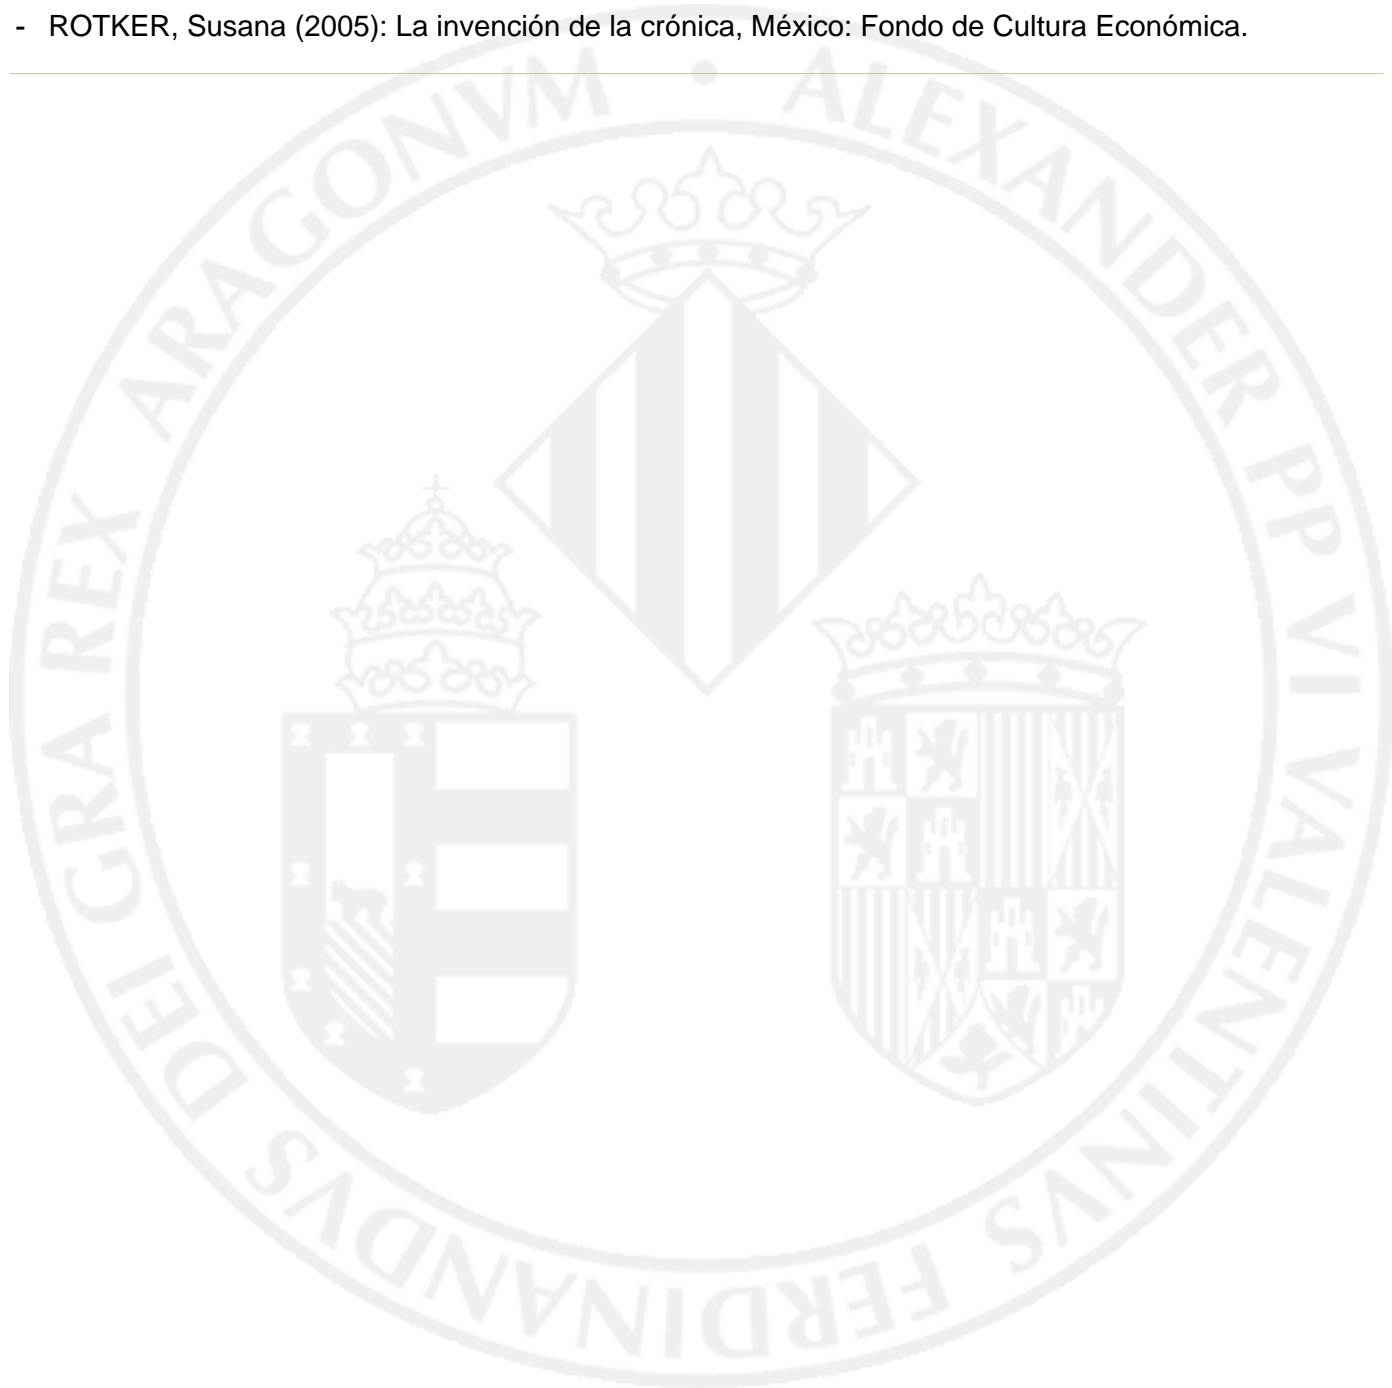 - ROTKER, Susana (2005): La invención de la crónica, México: Fondo de Cultura Económica.
ALEXANDER PP VI VALENTINVS FERDINANDVS DEI GRA REX ARAGONVM